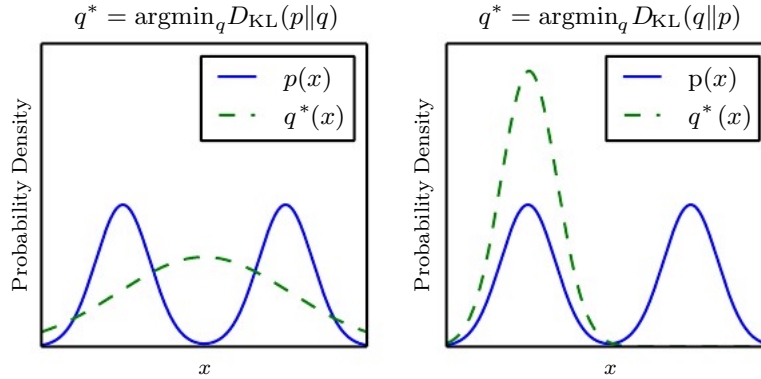 q* = argmin_q D_KL(p‖q)
p(x)
q*(x)
Probability Density
x
q* = argmin_q D_KL(q‖p)
p(x)
q*(x)
Probability Density
x